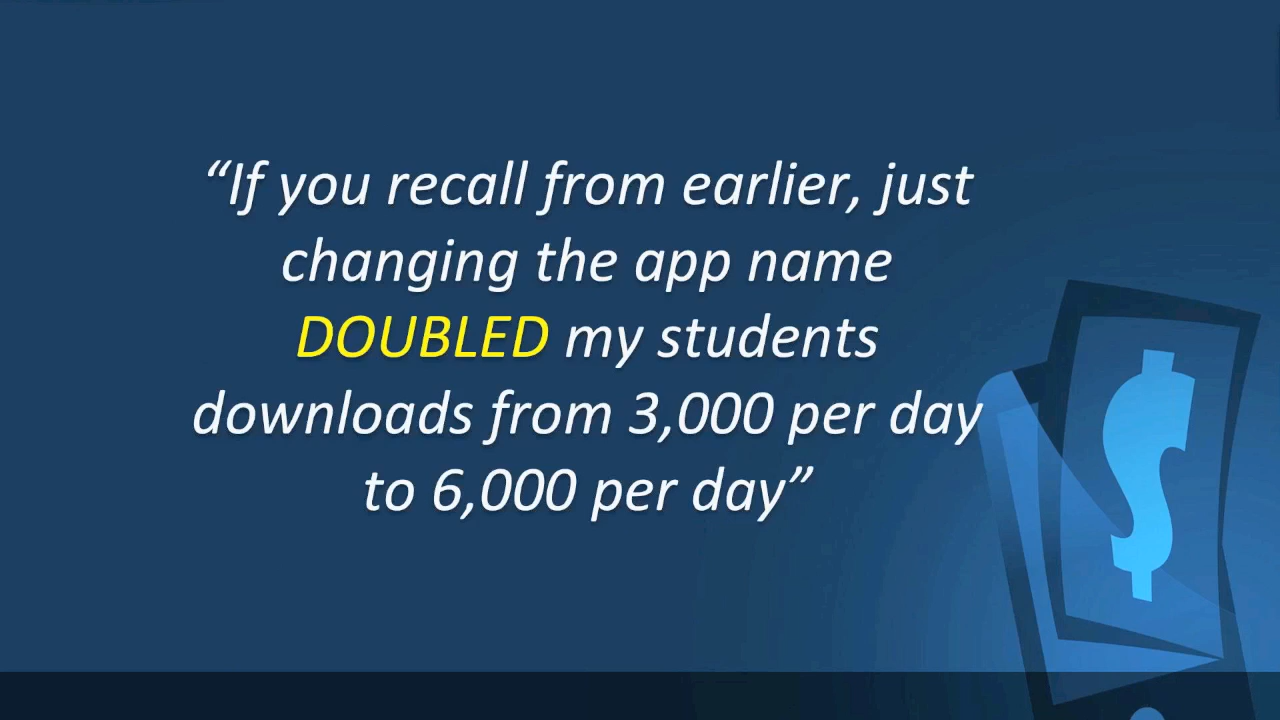 “If you recall from earlier, just
changing the app name
DOUBLED my students
downloads from 3,000 per day
to 6,000 per day”
$